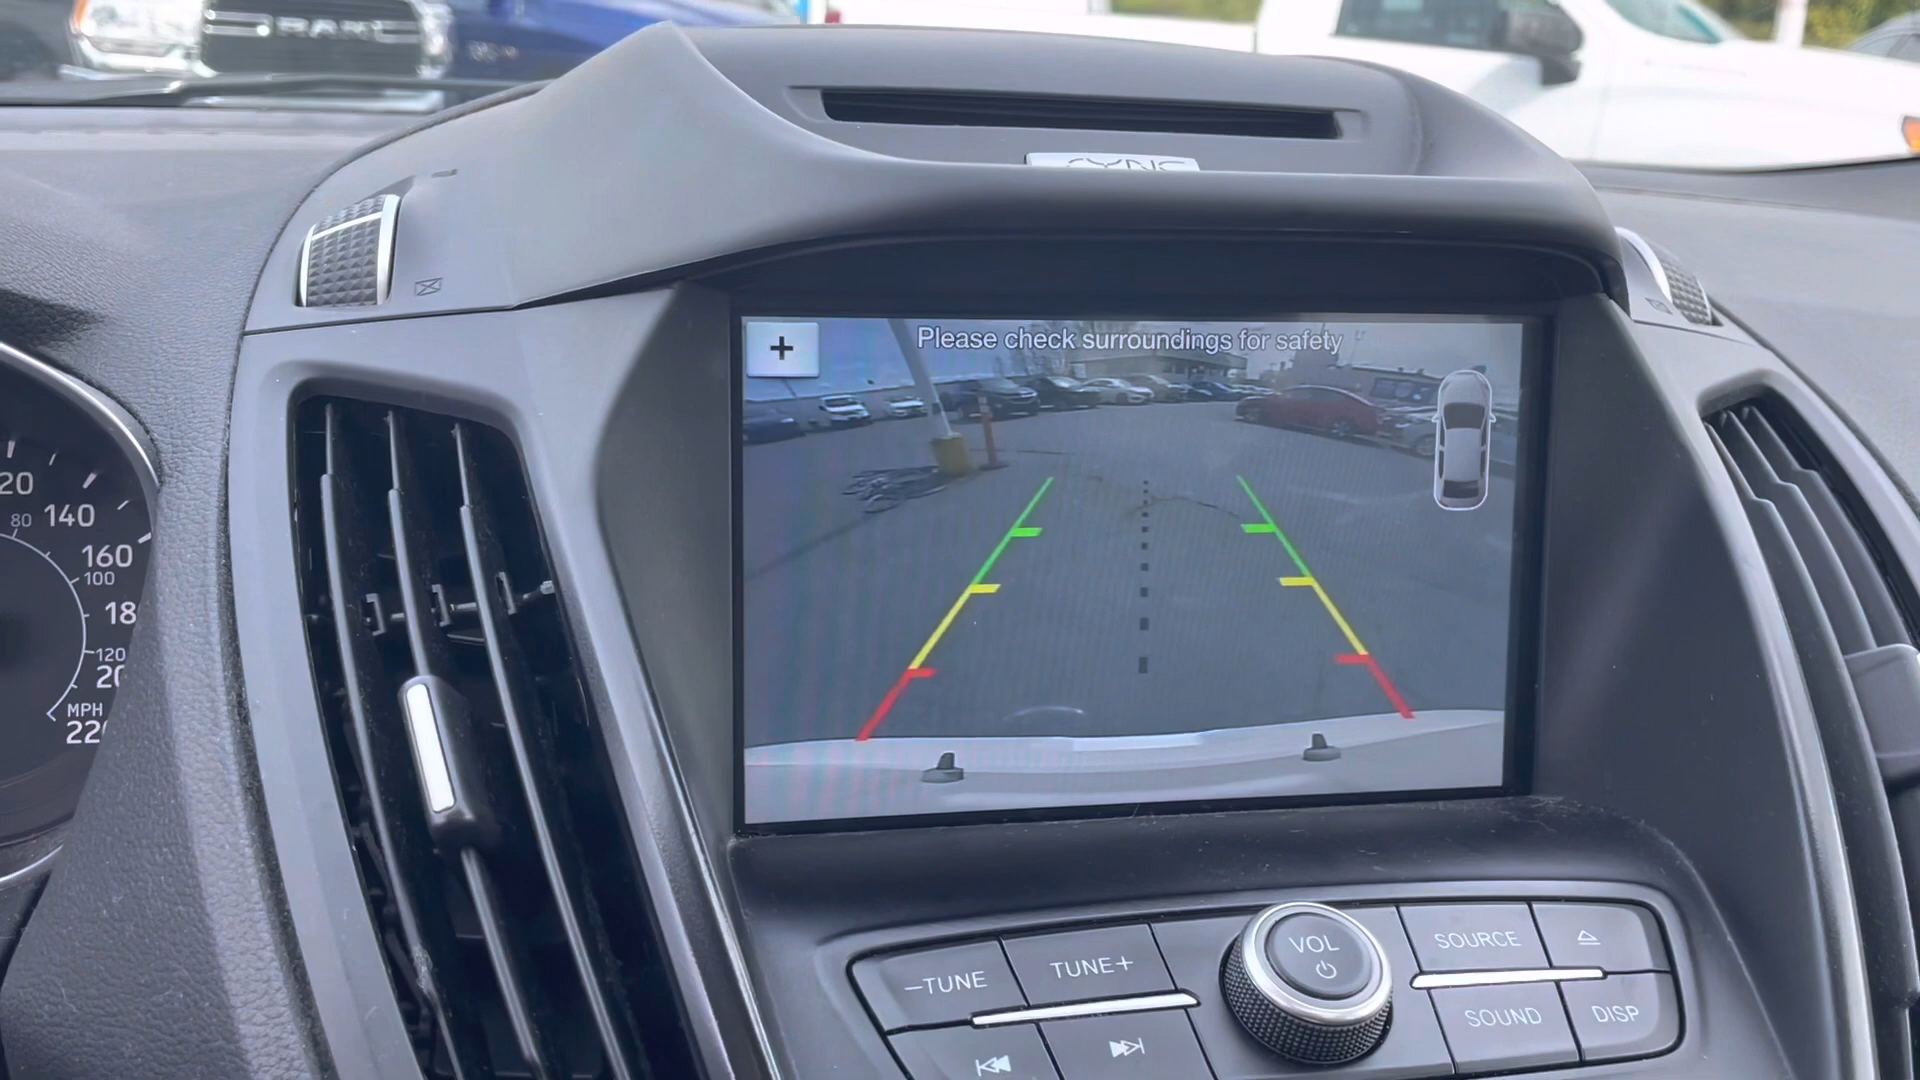 RAM
SYNC
+
Please check surroundings for safety
20
80
140
160
100
18
120
20
MPH
22
VOL
SOURCE
–TUNE
TUNE+
SOUND
DISP